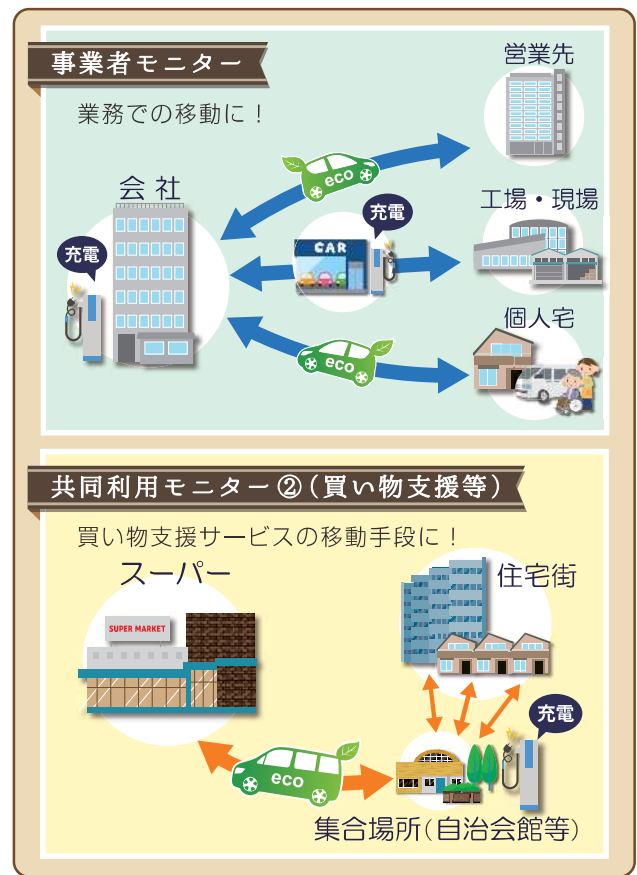 事業者モニター
業務での移動に！
営業先
eco
会 社
充電
CAR
充電
工場・現場
個人宅
eco
共同利用モニター②（買い物支援等）
買い物支援サービスの移動手段に！
スーパー
SUPER MARKET
住宅街
充電
eco
集合場所（自治会館等）